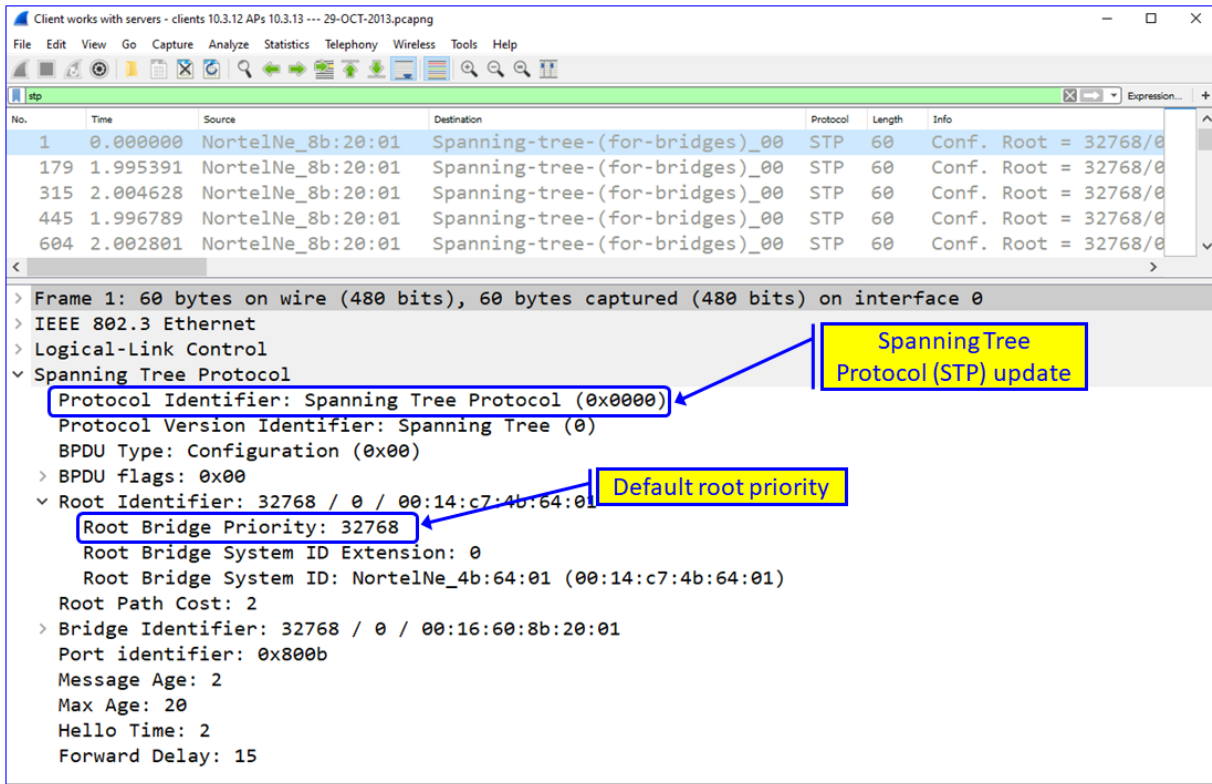 Client works with servers - clients 10.3.12 APs 10.3.13 --- 29-OCT-2013.pcapng
File Edit View Go Capture Analyze Statistics Telephony Wireless Tools Help
stp Expression... +
No. Time Source Destination Protocol Length Info
1 0.000000 NortelNe_8b:20:01 Spanning-tree-(for-bridges)_00 STP 60 Conf. Root = 32768/0
179 1.995391 NortelNe_8b:20:01 Spanning-tree-(for-bridges)_00 STP 60 Conf. Root = 32768/0
315 2.004628 NortelNe_8b:20:01 Spanning-tree-(for-bridges)_00 STP 60 Conf. Root = 32768/0
445 1.996789 NortelNe_8b:20:01 Spanning-tree-(for-bridges)_00 STP 60 Conf. Root = 32768/0
604 2.002801 NortelNe_8b:20:01 Spanning-tree-(for-bridges)_00 STP 60 Conf. Root = 32768/0
Frame 1: 60 bytes on wire (480 bits), 60 bytes captured (480 bits) on interface 0
IEEE 802.3 Ethernet
Logical-Link Control
Spanning Tree Protocol
Spanning Tree
Protocol (STP) update
Protocol Identifier: Spanning Tree Protocol (0x0000)
Protocol Version Identifier: Spanning Tree (0)
BPDU Type: Configuration (0x00)
BPDU flags: 0x00
Default root priority
Root Identifier: 32768 / 0 / 00:14:c7:4b:64:01
Root Bridge Priority: 32768
Root Bridge System ID Extension: 0
Root Bridge System ID: NortelNe_4b:64:01 (00:14:c7:4b:64:01)
Root Path Cost: 2
Bridge Identifier: 32768 / 0 / 00:16:60:8b:20:01
Port identifier: 0x800b
Message Age: 2
Max Age: 20
Hello Time: 2
Forward Delay: 15